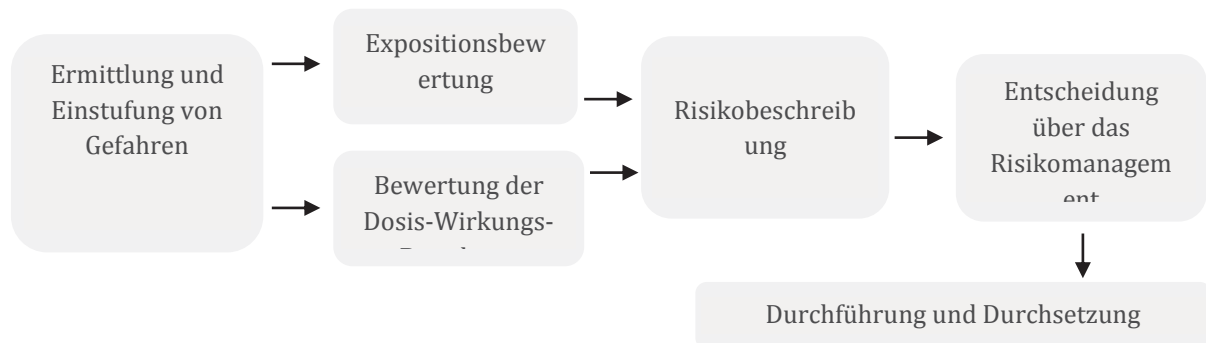 Ermittlung und
Einstufung von
Gefahren
Expositionsbew
ertung
Bewertung der
Dosis-Wirkungs-
Risikobeschreib
ung
Entscheidung
über das
Risikomanagem
ent
Durchführung und Durchsetzung